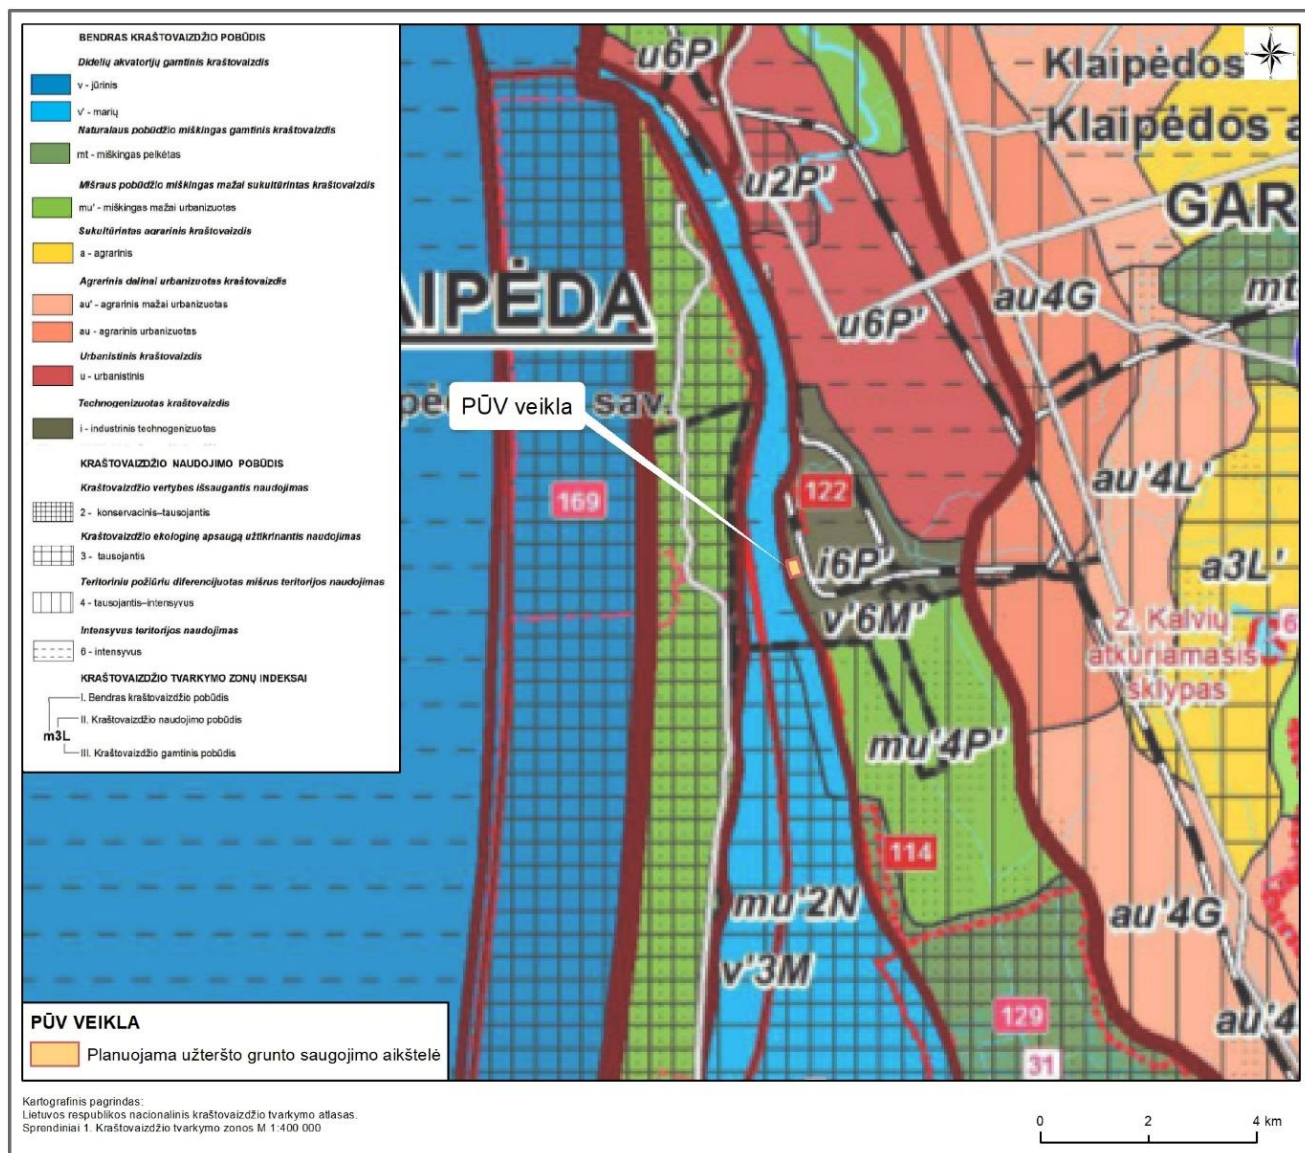 BENDRAS KRAŠTOVAIZDŽIO POBŪDIS
Didelių akvatorijų gamtinis kraštovaizdis
v - jūrinis
v' - marių
Natūralaus pobūdžio miškingas gamtinis kraštovaizdis
mt - miškingas pelkėtas
Mišraus pobūdžio miškingas mažai sukultūrintas kraštovaizdis
mu' - miškingas mažai urbanizuotas
Sukultūrintas agrarinis kraštovaizdis
a - agrarinis
Agrarinis dalinai urbanizuotas kraštovaizdis
au' - agrarinis mažai urbanizuotas
au - agrarinis urbanizuotas
Urbanistinis kraštovaizdis
u - urbanistinis
Technogenizuotas kraštovaizdis
i - industrinis technogenizuotas
KRAŠTOVAIZDŽIO NAUDOJIMO POBŪDIS
Kraštovaizdžio vertybes išsaugantis naudojimas
2 - konservacinis–tausojantis
Kraštovaizdžio ekologinę apsaugą užtikrinantis naudojimas
3 - tausojantis
Teritoriniu požiūriu diferencijuotas mišrus teritorijos naudojimas
4 - tausojantis–intensyvus
Intensyvus teritorijos naudojimas
6 - intensyvus
KRAŠTOVAIZDŽIO TVARKYMO ZONŲ INDEKSAI
I. Bendras kraštovaizdžio pobūdis
II. Kraštovaizdžio naudojimo pobūdis
m3L
III. Kraštovaizdžio gamtinis pobūdis
u6P
Klaipėdos
Klaipėdos a
u2P'
GAR
AIPĖDA
au4G
mt
u6P'
pė
sav.
PŪV veikla
169
122
au'4L'
i6P'
a3L'
v'6M'
2. Kalvių
atkuriamasis
sklypas
6
mu'4P'
114
mu'2N
au'4G
v'3M
129
31
au'4
PŪV VEIKLA
Planuojama užteršto grunto saugojimo aikštelė
Kartografinis pagrindas:
Lietuvos respublikos nacionalinis kraštovaizdžio tvarkymo atlasas.
Sprendiniai 1. Kraštovaizdžio tvarkymo zonos M 1:400 000
0 2 4 km